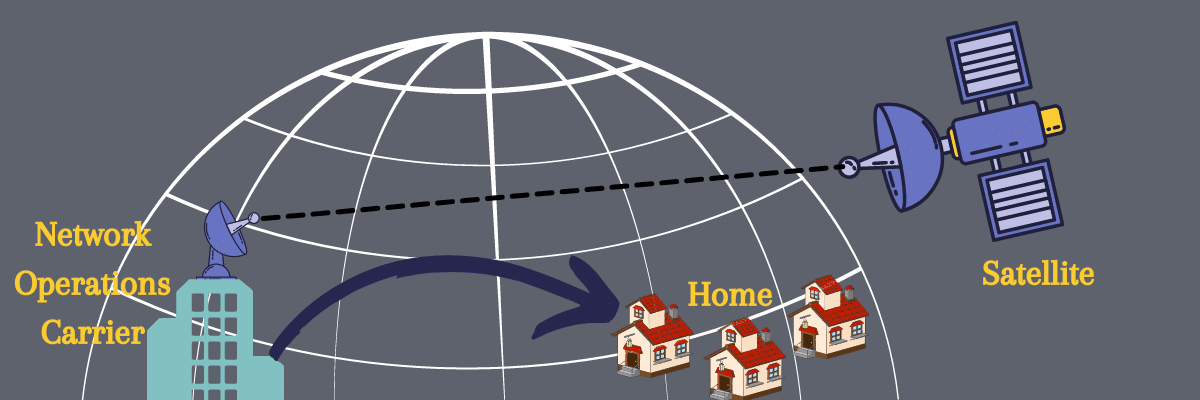 Network
Operations
Carrier
Home
Satellite